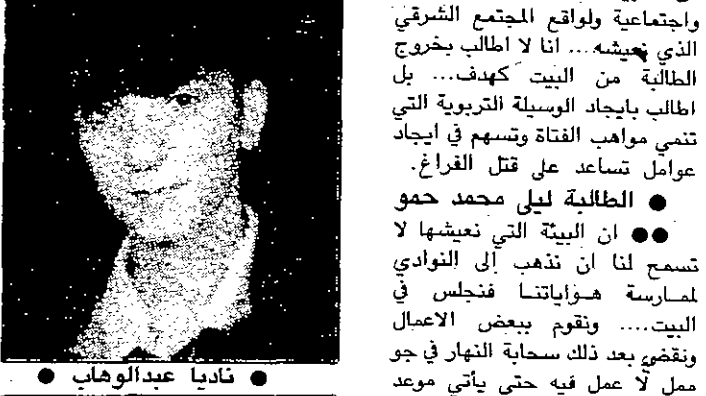 واجتماعية ولواقع المجتمع الشرقي
الذي نعيشه... انا لا اطالب بخروج
الطالبة من البيت كهدف... بل
اطالب بايجاد الوسيلة التربوية التي
تنمي مواهب الفتاة وتسهم في ايجاد
عوامل تساعد على قتل الفراغ.
● الطالبة ليلى محمد حمو
●● ان البيئة التي نعيشها لا
تسمح لنا ان نذهب إلى النوادي
لممارسة هواياتنا فنجلس في
البيت.... ونقوم ببعض الاعمال
ونقضي بعد ذلك سحابة النهار في جو
ممل لا عمل فيه حتى يأتي موعد
● ناديا عبدالوهاب ●